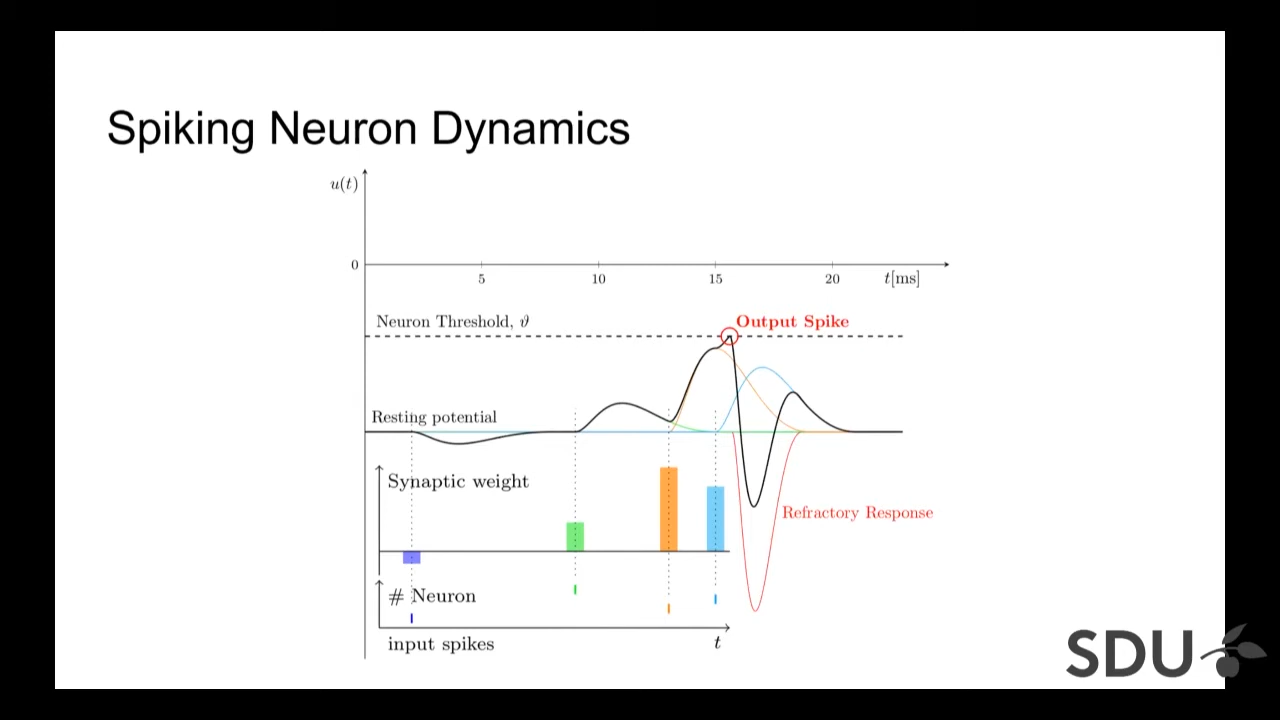 Spiking Neuron Dynamics
u(t)
0
5 10 15 20 t[ms]
Neuron Threshold, ϑ
Output Spike
Resting potential
Synaptic weight
Refractory Response
# Neuron
input spikes
t
SDU